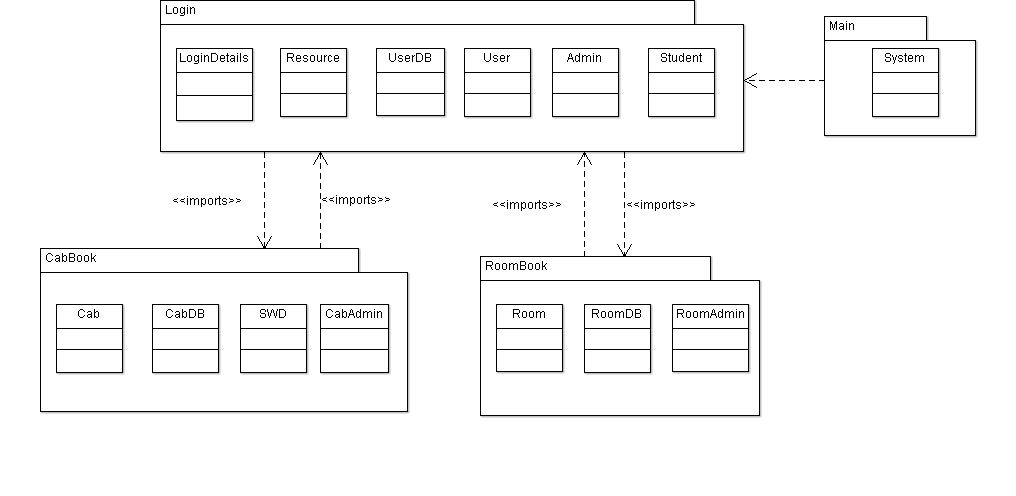 Login
Main
LoginDetails
Resource
UserDB
User
Admin
Student
System
<<imports>>
<<imports>>
<<imports>>
<<imports>>
CabBook
RoomBook
Cab
CabDB
SWD
CabAdmin
Room
RoomDB
RoomAdmin